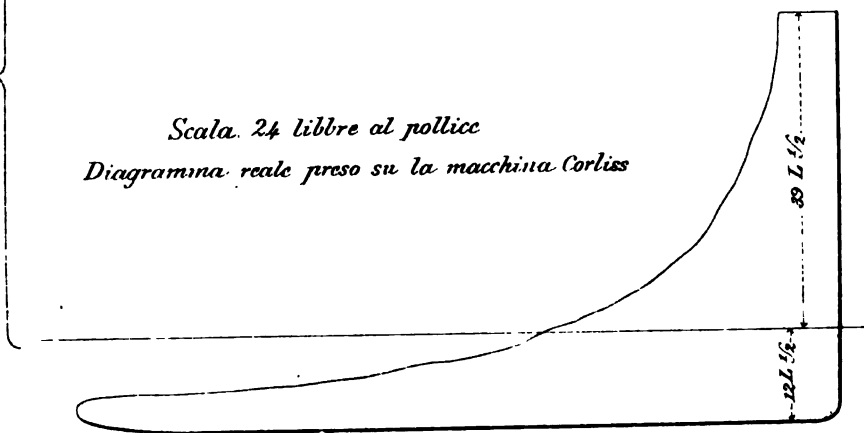 Scala. 24 libbre al pollice
Diagramma reale preso su la macchina Corliss
39 L ½
12 L ½